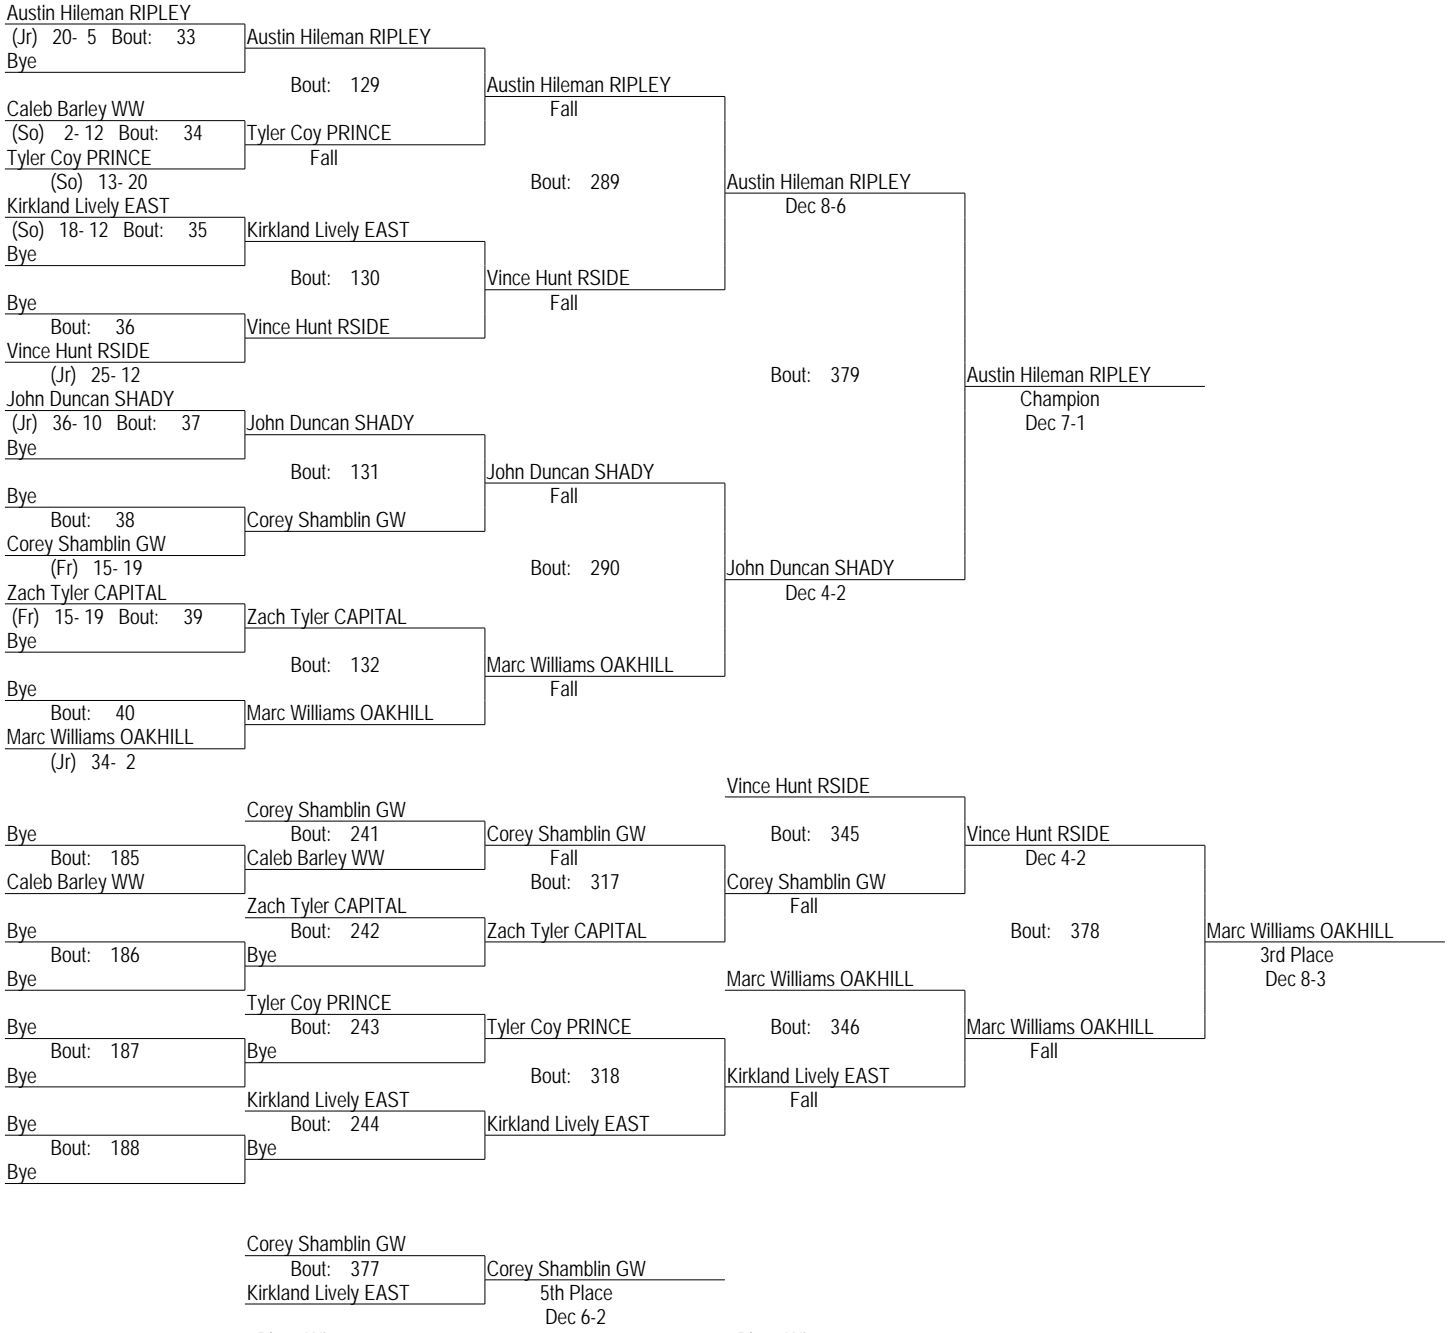 Austin Hileman RIPLEY
(Jr) 20- 5 Bout: 33 Austin Hileman RIPLEY
Bye
Bout: 129 Austin Hileman RIPLEY
Caleb Barley WW Fall
(So) 2- 12 Bout: 34 Tyler Coy PRINCE
Tyler Coy PRINCE Fall
(So) 13- 20 Bout: 289 Austin Hileman RIPLEY
Kirkland Lively EAST Dec 8-6
(So) 18- 12 Bout: 35 Kirkland Lively EAST
Bye
Bout: 130 Vince Hunt RSIDE
Bye Fall
Bout: 36 Vince Hunt RSIDE
Vince Hunt RSIDE
(Jr) 25- 12 Bout: 379 Austin Hileman RIPLEY
John Duncan SHADY Champion
(Jr) 36- 10 Bout: 37 John Duncan SHADY Dec 7-1
Bye
Bout: 131 John Duncan SHADY
Bye Fall
Bout: 38 Corey Shamblin GW
Corey Shamblin GW
(Fr) 15- 19 Bout: 290 John Duncan SHADY
Zach Tyler CAPITAL Dec 4-2
(Fr) 15- 19 Bout: 39 Zach Tyler CAPITAL
Bye
Bout: 132 Marc Williams OAKHILL
Bye Fall
Bout: 40 Marc Williams OAKHILL
Marc Williams OAKHILL
(Jr) 34- 2
Vince Hunt RSIDE
Corey Shamblin GW
Bye Bout: 241 Corey Shamblin GW Bout: 345 Vince Hunt RSIDE
Bout: 185 Caleb Barley WW Fall Dec 4-2
Caleb Barley WW Bout: 317 Corey Shamblin GW
Zach Tyler CAPITAL Fall
Bye Bout: 242 Zach Tyler CAPITAL Bout: 378 Marc Williams OAKHILL
Bout: 186 Bye 3rd Place
Bye Marc Williams OAKHILL Dec 8-3
Tyler Coy PRINCE
Bye Bout: 243 Tyler Coy PRINCE Bout: 346 Marc Williams OAKHILL
Bout: 187 Bye Fall
Bye Bout: 318 Kirkland Lively EAST
Kirkland Lively EAST Fall
Bye Bout: 244 Kirkland Lively EAST
Bout: 188 Bye
Bye
Corey Shamblin GW
Bout: 377 Corey Shamblin GW
Kirkland Lively EAST 5th Place
Dec 6-2